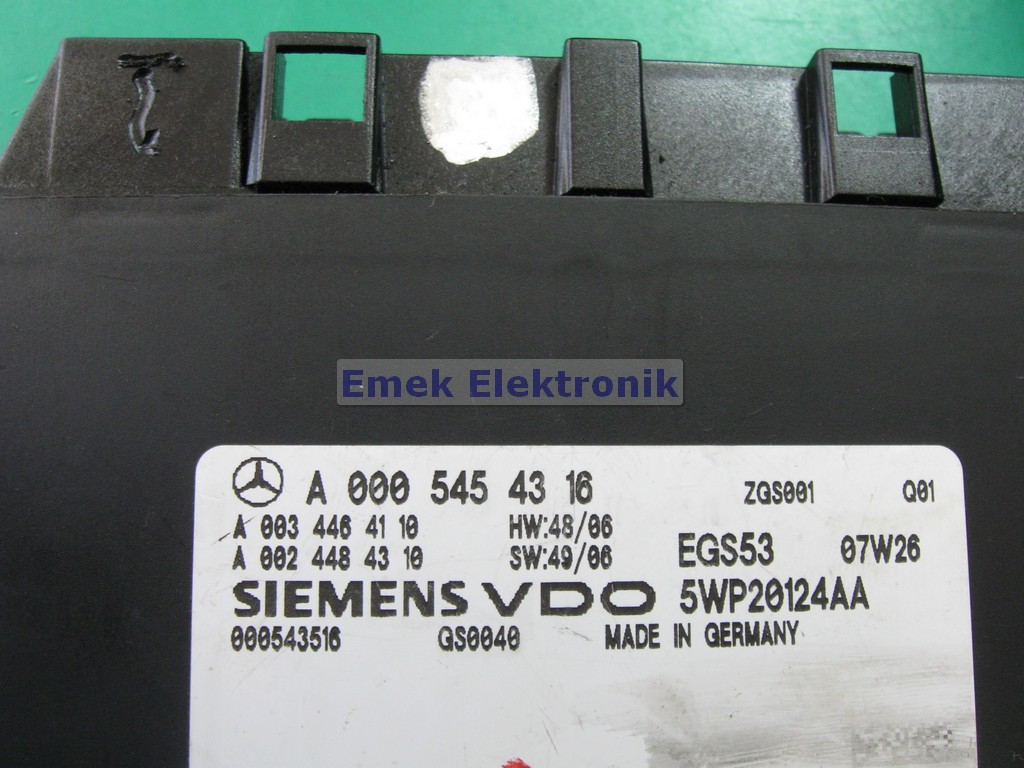 Emek Elektronik
A 000 545 43 16 ZGS001 Q01
A 003 446 41 10 HW:48/06
A 002 448 43 10 SW:49/06 EGS53 07W26
SIEMENS VDO 5WP20124AA
000543516 GS0040 MADE IN GERMANY